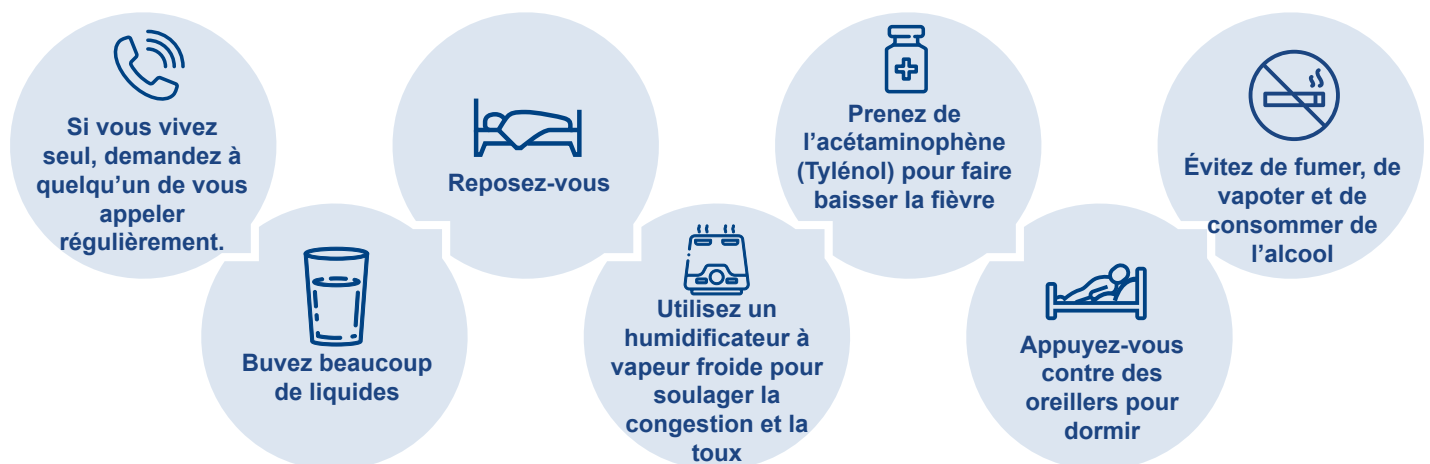 Si vous vivez
seul, demandez à
quelqu’un de vous
appeler
régulièrement.
Buvez beaucoup
de liquides
Reposez-vous
Utilisez un
humidificateur à
vapeur froide pour
soulager la
congestion et la
toux
Prenez de
l’acétaminophène
(Tylénol) pour faire
baisser la fièvre
Appuyez-vous
contre des
oreillers pour
dormir
Évitez de fumer, de
vapoter et de
consommer de
l’alcool